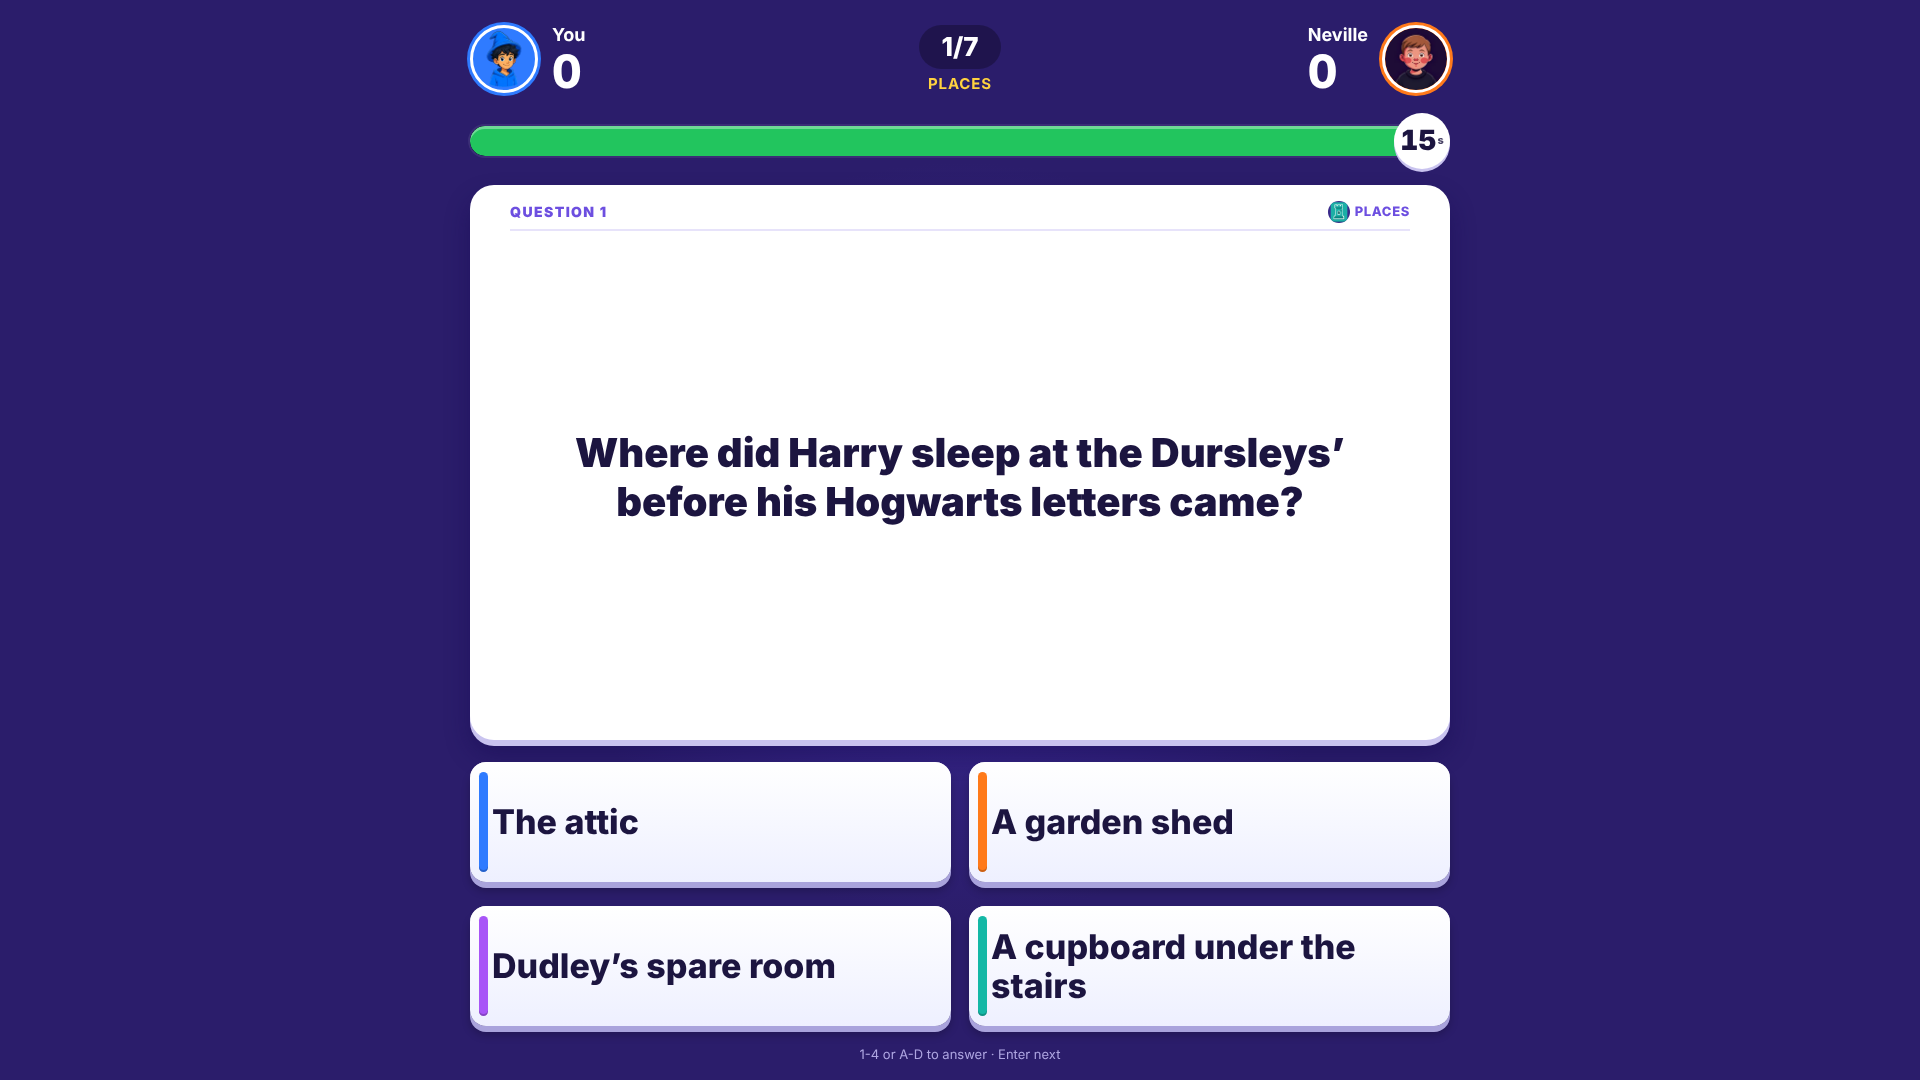 You
0
1/7
PLACES
Neville
0
15s
QUESTION 1
PLACES
Where did Harry sleep at the Dursleys’
before his Hogwarts letters came?
The attic
A garden shed
Dudley’s spare room
A cupboard under the
stairs
1-4 or A-D to answer · Enter next